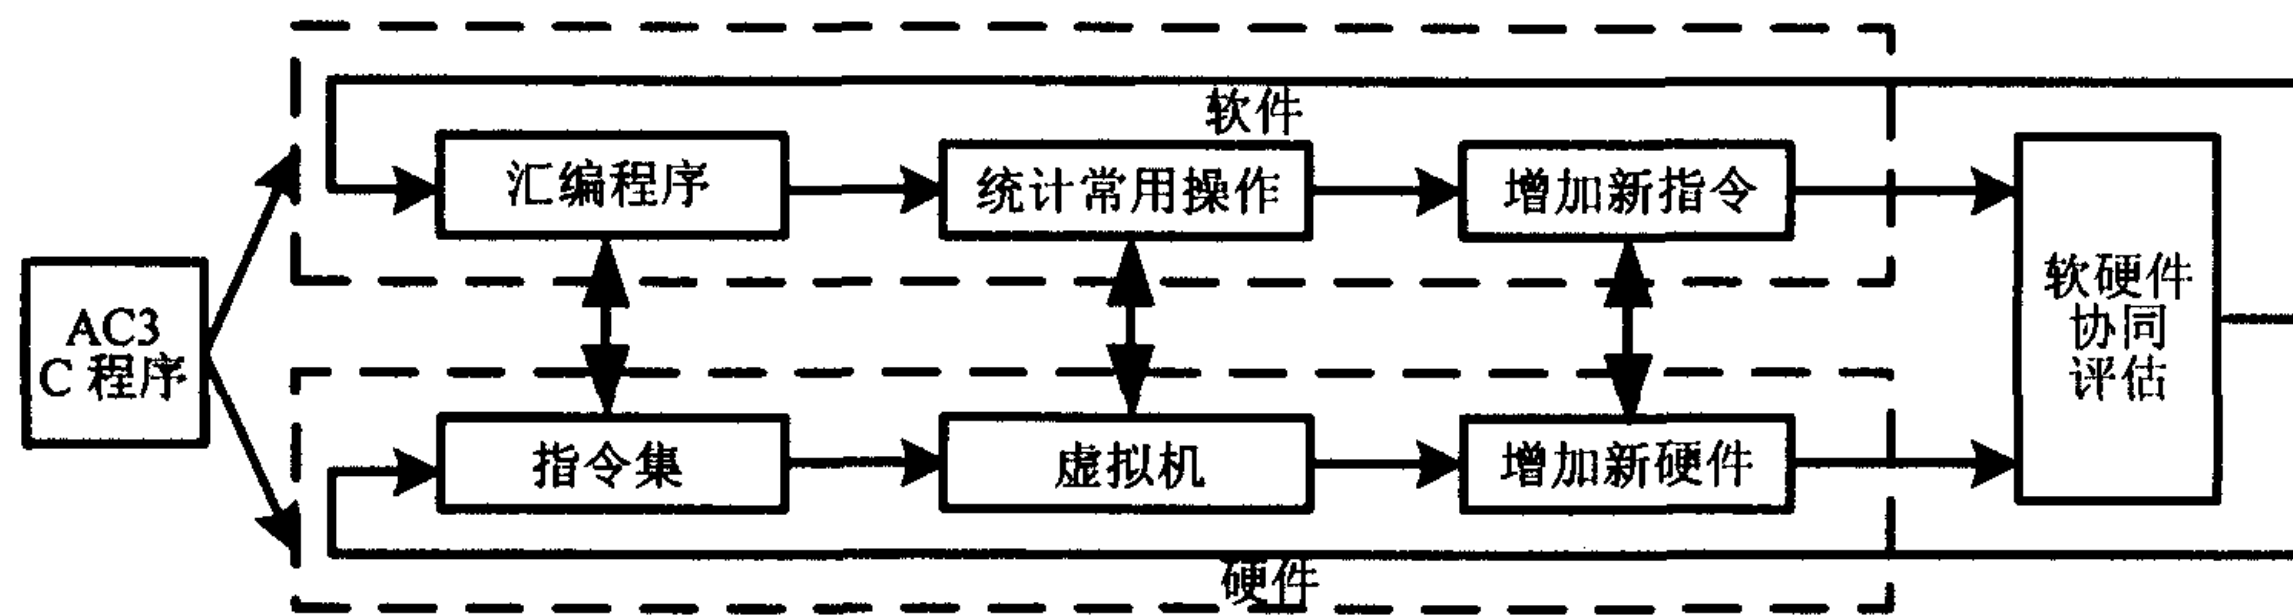 软件
汇编程序
统计常用操作
增加新指令
AC3
C 程序
软硬件
协同
评估
指令集
虚拟机
增加新硬件
硬件